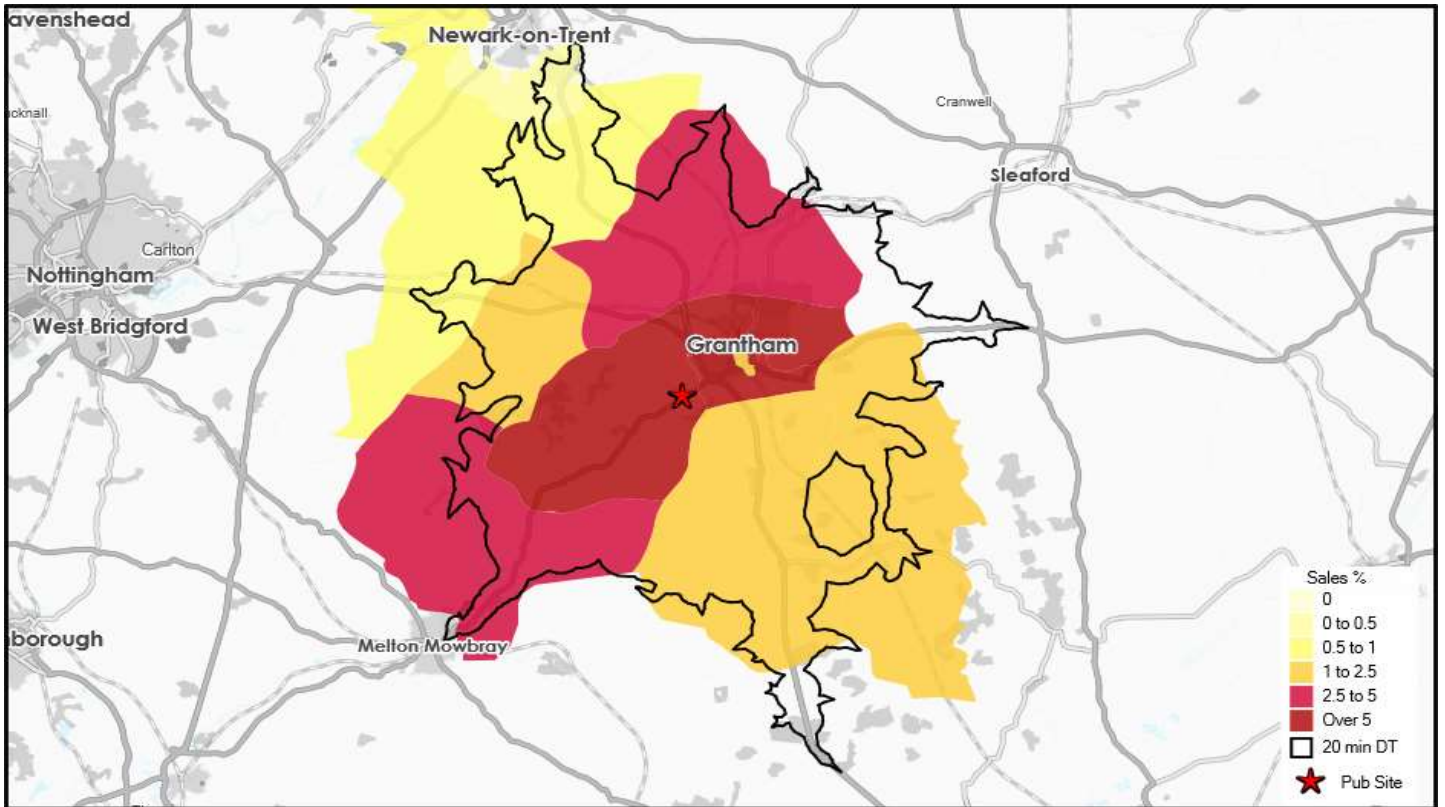 avenshead
Newark-on-Trent
Cranwell
cknall
Sleaford
Carlton
Nottingham
West Bridgford
Grantham
Melton Mowbray
Sales %
0
0 to 0.5
0.5 to 1
1 to 2.5
2.5 to 5
Over 5
20 min DT
Pub Site